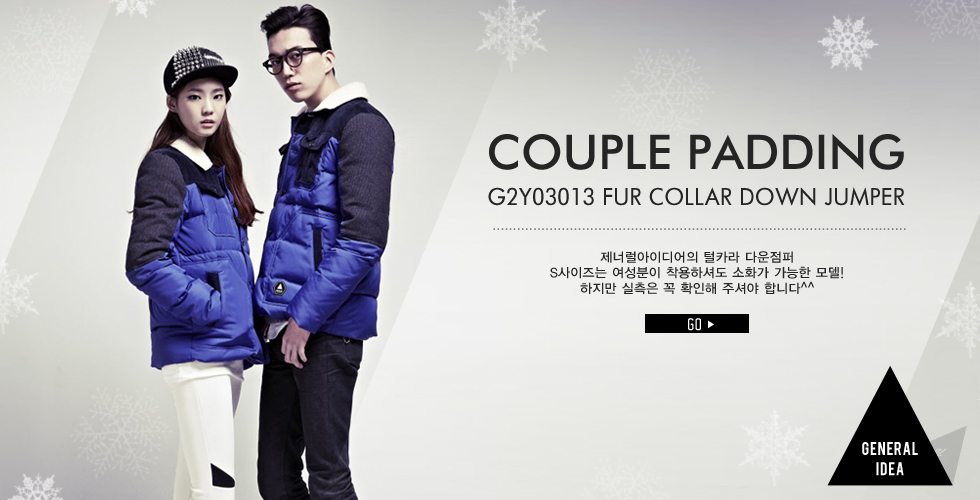 COUPLE PADDING
G2Y03013 FUR COLLAR DOWN JUMPER
제너럴아이디어의 털카라 다운점퍼
S사이즈는 여성분이 착용하셔도 소화가 가능한 모델!
하지만 실측은 꼭 확인해 주셔야 합니다^^
GO
GENERAL
IDEA